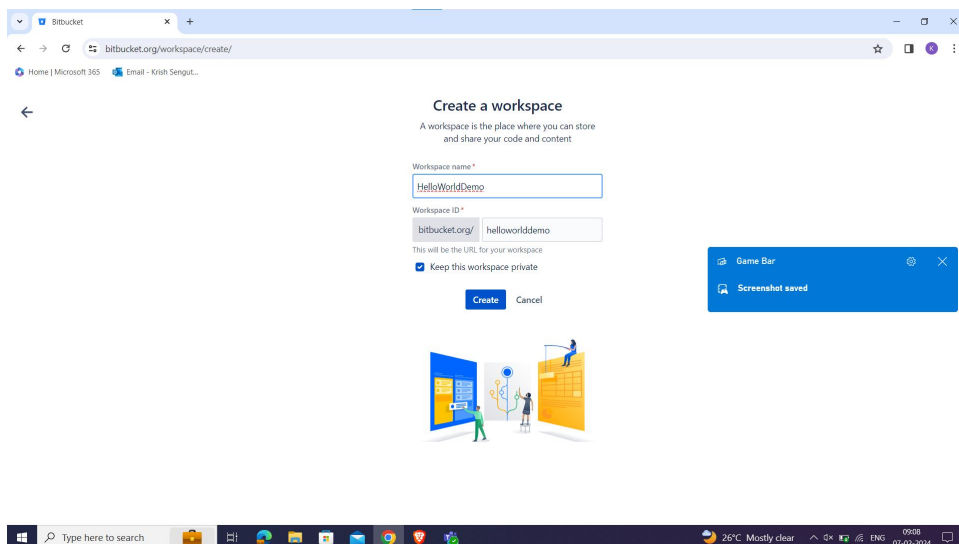 Bitbucket
bitbucket.org/workspace/create/
K
Home | Microsoft 365 Email - Krish Sengut...
Create a workspace
A workspace is the place where you can store
and share your code and content
Workspace name *
HelloWorldDemo
Workspace ID *
bitbucket.org/ helloworlddemo
This will be the URL for your workspace
Keep this workspace private
Create Cancel
Game Bar
Screenshot saved
Type here to search
26°C Mostly clear ENG 09:08
07-02-2024